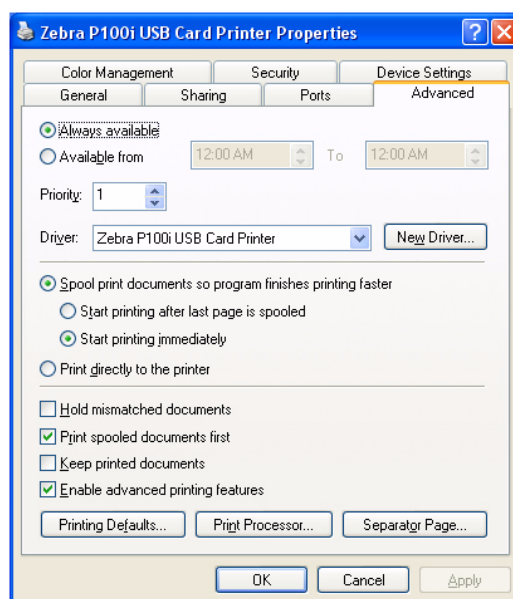 Zebra P100i USB Card Printer Properties
Color Management Security Device Settings
General Sharing Ports Advanced
Always available
Available from 12:00 AM To 12:00 AM
Priority: 1
Driver: Zebra P100i USB Card Printer New Driver...
Spool print documents so program finishes printing faster
Start printing after last page is spooled
Start printing immediately
Print directly to the printer
Hold mismatched documents
Print spooled documents first
Keep printed documents
Enable advanced printing features
Printing Defaults... Print Processor... Separator Page...
OK Cancel Apply